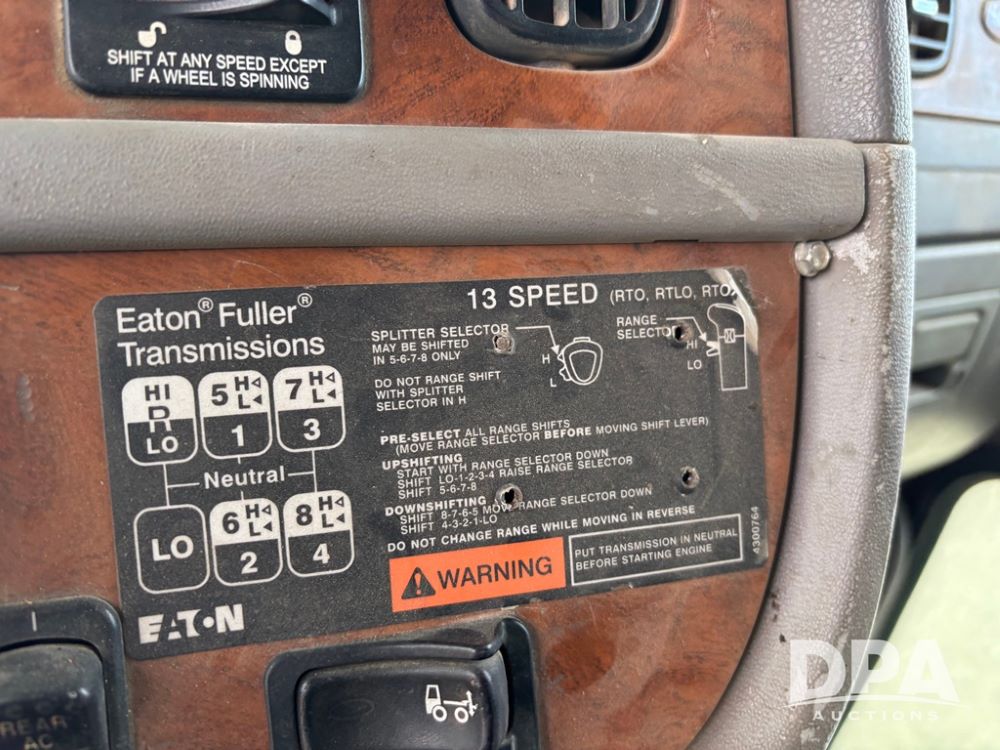 SHIFT AT ANY SPEED EXCEPT
IF A WHEEL IS SPINNING
Eaton® Fuller®
Transmissions
13 SPEED (RTO, RTLO, RTO
SPLITTER SELECTOR
MAY BE SHIFTED
IN 5-6-7-8 ONLY
H
L
RANGE
SELECTOR
HI
LO
DO NOT RANGE SHIFT
WITH SPLITTER
SELECTOR IN H
HI R LO
5 H L 1
7 H L 3
Neutral
LO
6 H L 2
8 H L 4
PRE-SELECT ALL RANGE SHIFTS
(MOVE RANGE SELECTOR BEFORE MOVING SHIFT LEVER)
UPSHIFTING
START WITH RANGE SELECTOR DOWN
SHIFT LO-1-2-3-4 RAISE RANGE SELECTOR
SHIFT 5-6-7-8
DOWNSHIFTING
SHIFT 8-7-6-5 MOVE RANGE SELECTOR DOWN
SHIFT 4-3-2-1-LO
DO NOT CHANGE RANGE WHILE MOVING IN REVERSE
WARNING
PUT TRANSMISSION IN NEUTRAL
BEFORE STARTING ENGINE
4300764
EATON
REAR
AC
DPA
AUCTIONS